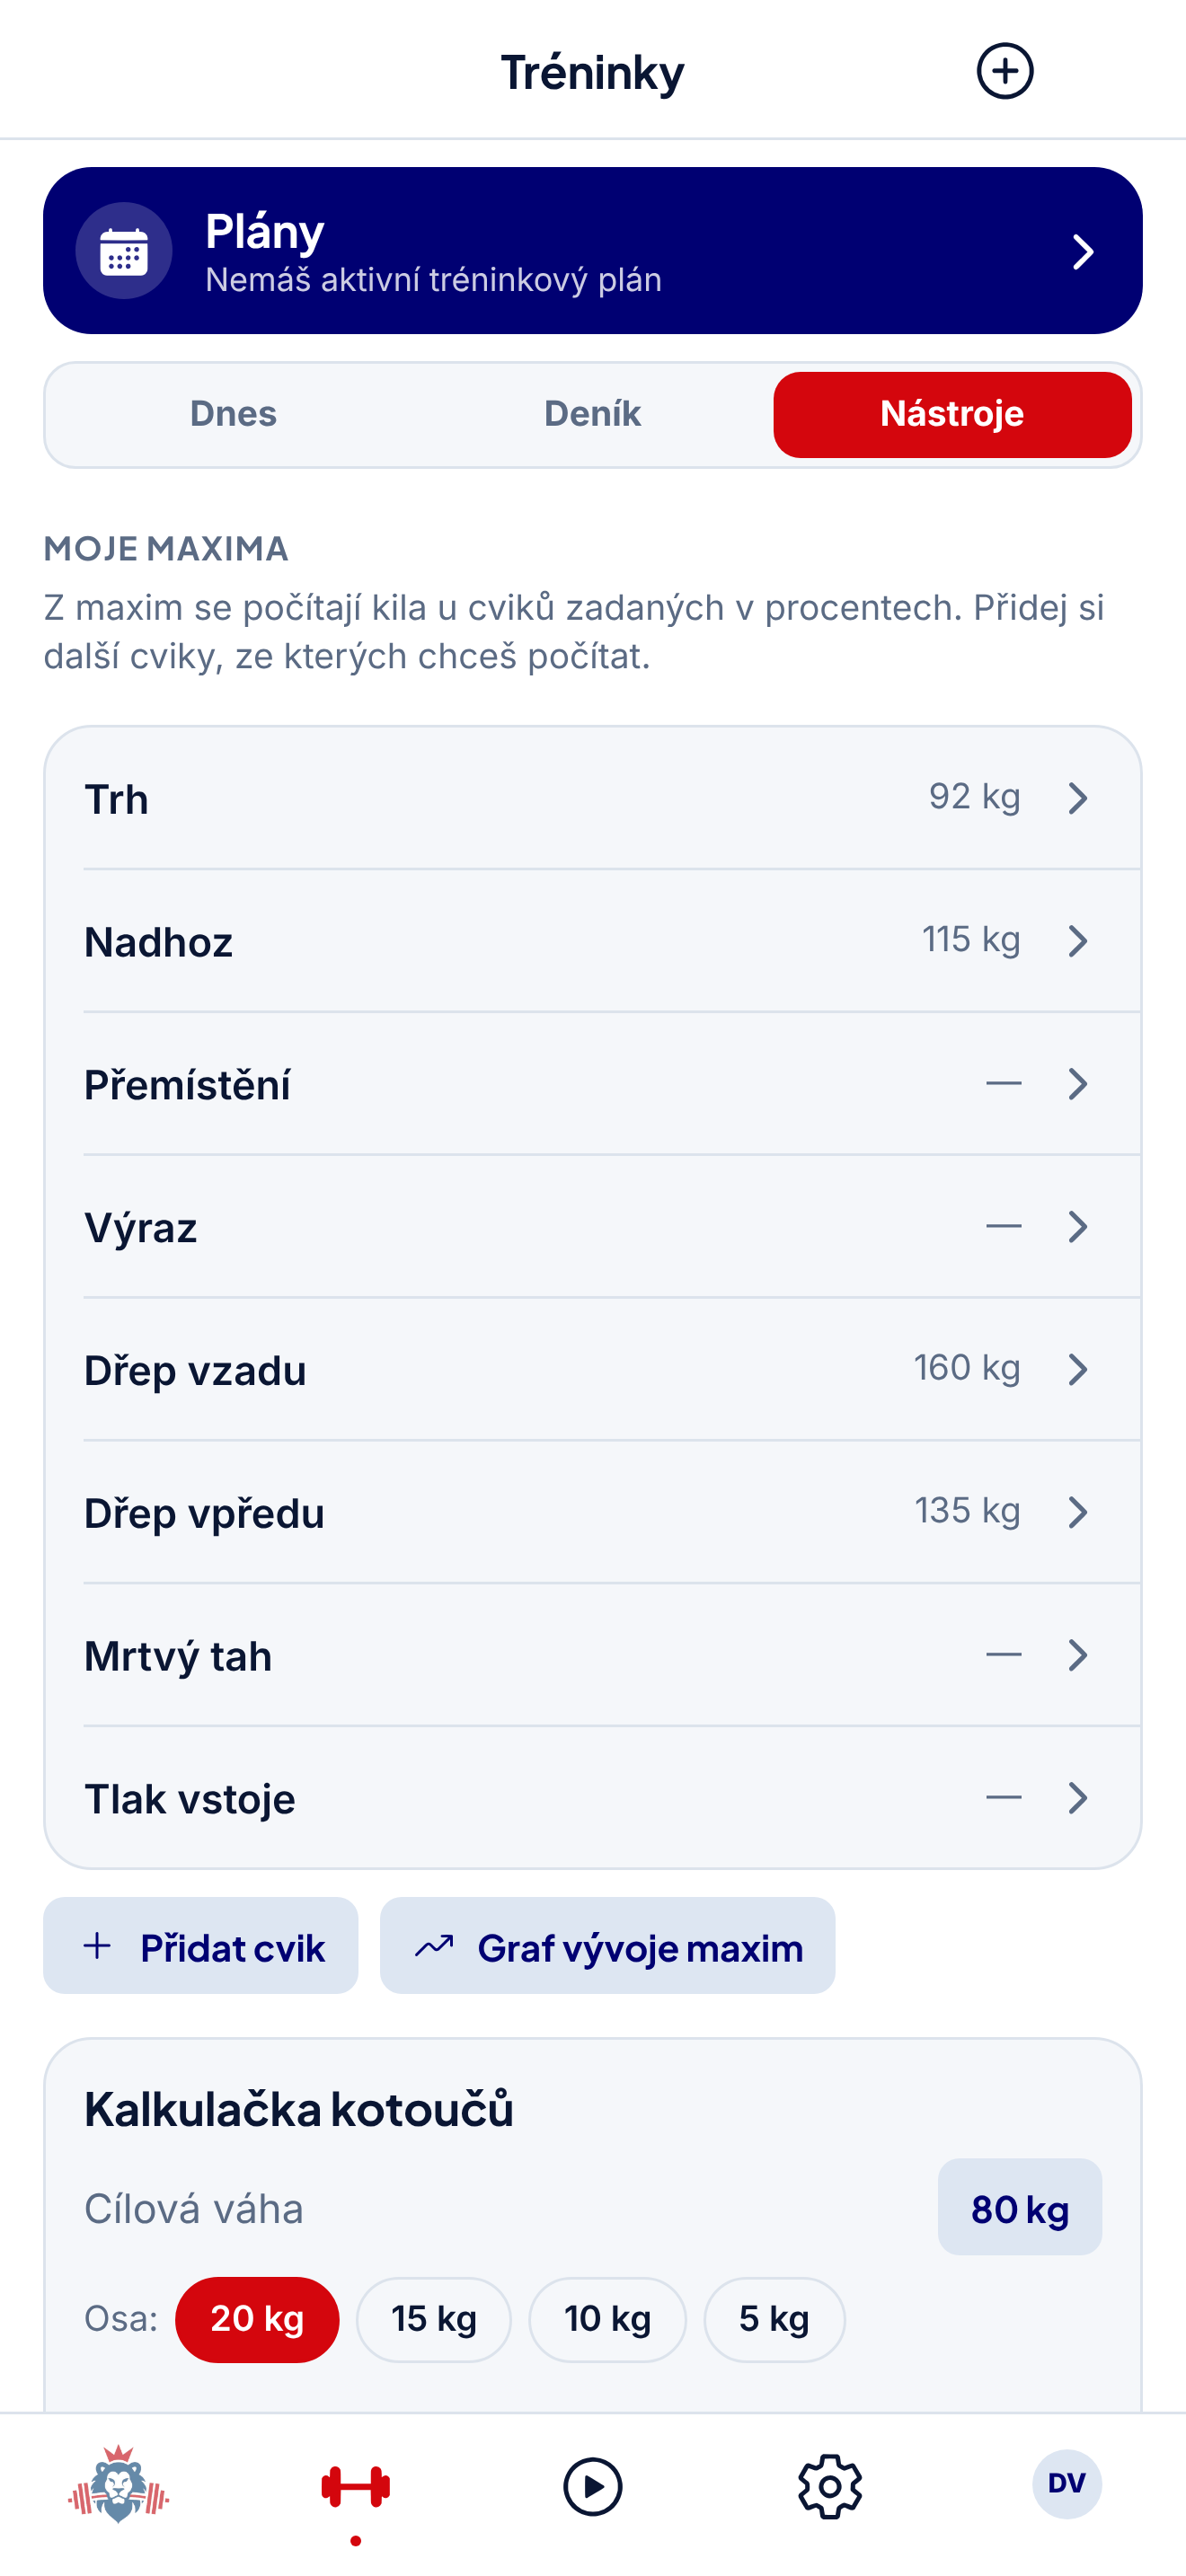 Tréninky
Plány
Nemáš aktivní tréninkový plán
Dnes
Deník
Nástroje
MOJE MAXIMA
Z maxim se počítají kila u cviků zadaných v procentech. Přidej si
další cviky, ze kterých chceš počítat.
Trh
92 kg
Nadhoz
115 kg
Přemístění
—
Výraz
—
Dřep vzadu
160 kg
Dřep vpředu
135 kg
Mrtvý tah
—
Tlak vstoje
—
Přidat cvik
Graf vývoje maxim
Kalkulačka kotoučů
Cílová váha
80 kg
Osa:
20 kg
15 kg
10 kg
5 kg
DV